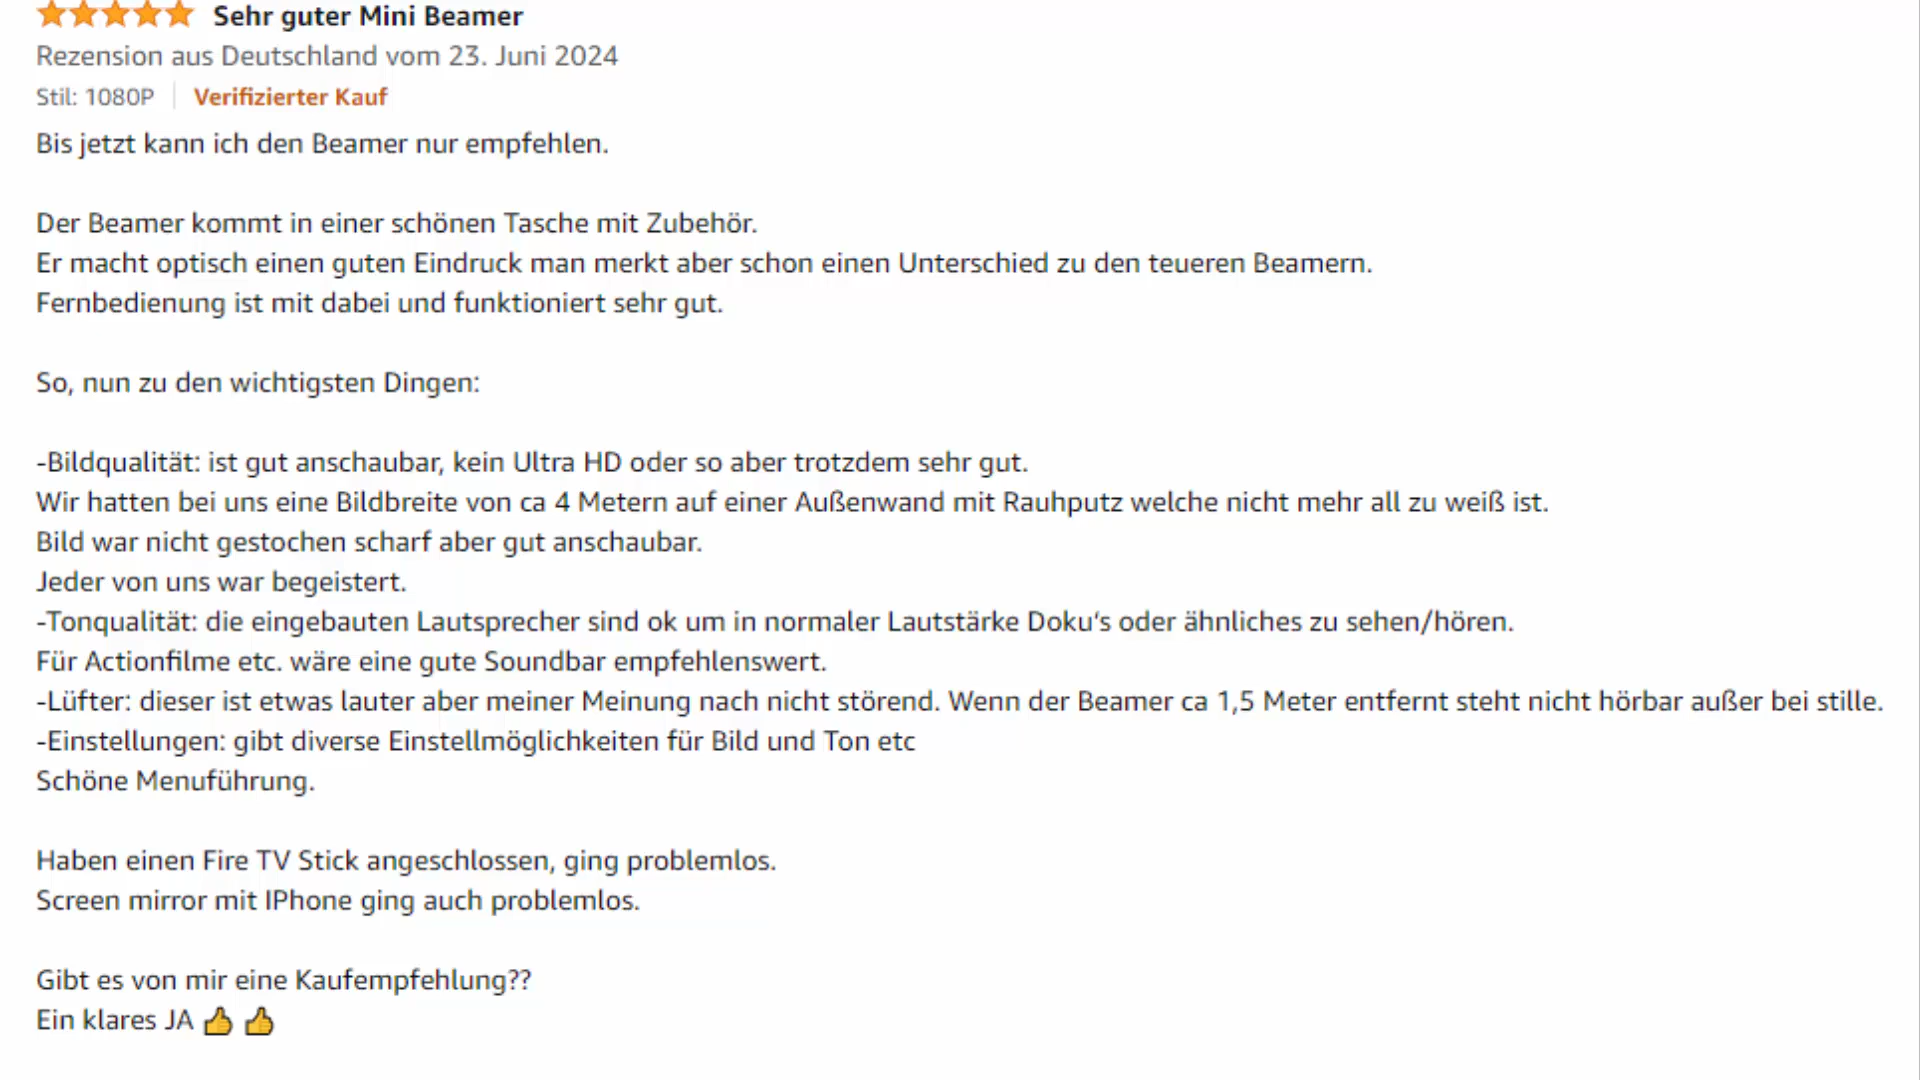 Sehr guter Mini Beamer
Rezension aus Deutschland vom 23. Juni 2024
Stil: 1080P | Verifizierter Kauf
Bis jetzt kann ich den Beamer nur empfehlen.
Der Beamer kommt in einer schönen Tasche mit Zubehör.
Er macht optisch einen guten Eindruck man merkt aber schon einen Unterschied zu den teueren Beamern.
Fernbedienung ist mit dabei und funktioniert sehr gut.
So, nun zu den wichtigsten Dingen:
-Bildqualität: ist gut anschaubar, kein Ultra HD oder so aber trotzdem sehr gut.
Wir hatten bei uns eine Bildbreite von ca 4 Metern auf einer Außenwand mit Rauhputz welche nicht mehr all zu weiß ist.
Bild war nicht gestochen scharf aber gut anschaubar.
Jeder von uns war begeistert.
-Tonqualität: die eingebauten Lautsprecher sind ok um in normaler Lautstärke Doku‘s oder ähnliches zu sehen/hören.
Für Actionfilme etc. wäre eine gute Soundbar empfehlenswert.
-Lüfter: dieser ist etwas lauter aber meiner Meinung nach nicht störend. Wenn der Beamer ca 1,5 Meter entfernt steht nicht hörbar außer bei stille.
-Einstellungen: gibt diverse Einstellmöglichkeiten für Bild und Ton etc
Schöne Menuführung.
Haben einen Fire TV Stick angeschlossen, ging problemlos.
Screen mirror mit IPhone ging auch problemlos.
Gibt es von mir eine Kaufempfehlung??
Ein klares JA 👍 👍